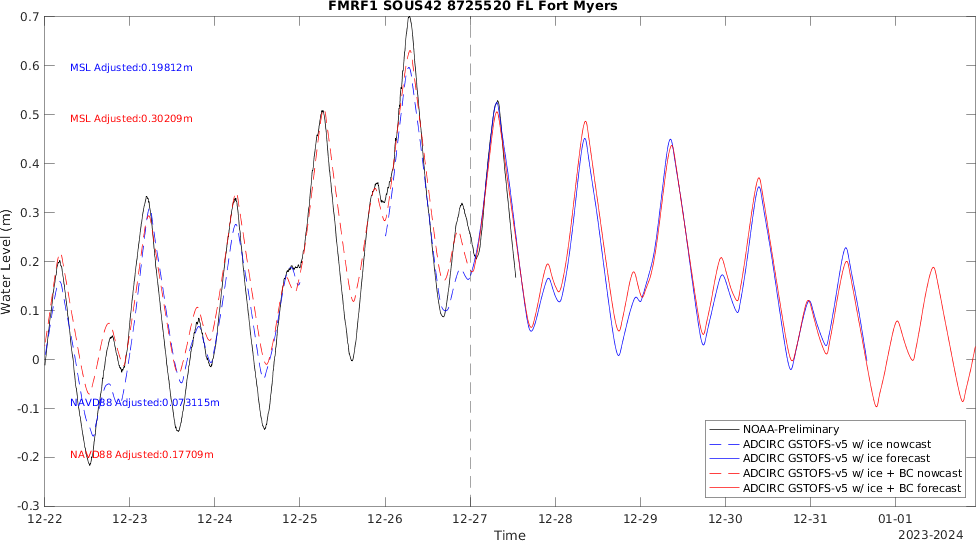 FMRF1 SOUS42 8725520 FL Fort Myers
0.7
0.6
0.5
0.4
0.3
0.2
0.1
0
-0.1
-0.2
-0.3
Water Level (m)
MSL Adjusted:0.19812m
MSL Adjusted:0.30209m
NAVD88 Adjusted:0.073115m
NAVD88 Adjusted:0.17709m
NOAA-Preliminary
ADCIRC GSTOFS-v5 w/ ice nowcast
ADCIRC GSTOFS-v5 w/ ice forecast
ADCIRC GSTOFS-v5 w/ ice + BC nowcast
ADCIRC GSTOFS-v5 w/ ice + BC forecast
12-22 12-23 12-24 12-25 12-26 12-27 12-28 12-29 12-30 12-31 01-01
Time
2023-2024